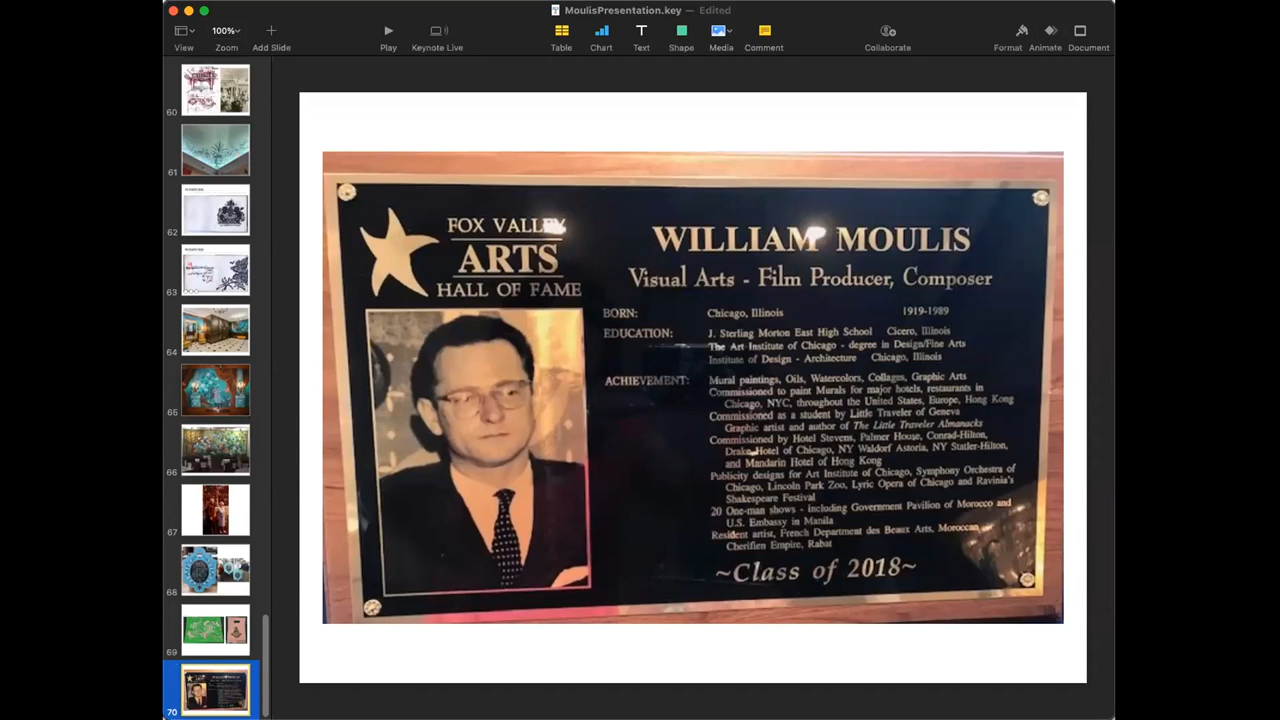 MoulisPresentation.key — Edited
View
100%
Zoom
Add Slide
Play
Keynote Live
Table
Chart
Text
Shape
Media
Comment
Collaborate
Format
Animate
Document
60
61
62
63
64
65
66
67
68
69
70
FOX VALLEY
ARTS
HALL OF FAME
WILLIAM MOULIS
Visual Arts - Film Producer, Composer
BORN: Chicago, Illinois 1919-1989
EDUCATION: J. Sterling Morton East High School Cicero, Illinois
The Art Institute of Chicago - degree in Design/Fine Arts
Institute of Design - Architecture Chicago, Illinois
ACHIEVEMENT: Mural paintings, Oils, Watercolors, Collages, Graphic Arts
Commissioned to paint Murals for major hotels, restaurants in
Chicago, NYC, throughout the United States, Europe, Hong Kong
Commissioned as a student by Little Traveler of Geneva
Graphic artist and author of The Little Traveler Almanacks
Commissioned by Hotel Stevens, Palmer House, Conrad-Hilton,
Drake Hotel of Chicago, NY Waldorf Astoria, NY Statler-Hilton,
and Mandarin Hotel of Hong Kong
Publicity designs for Art Institute of Chicago, Symphony Orchestra of
Chicago, Lincoln Park Zoo, Lyric Opera of Chicago and Ravinia's
Shakespeare Festival
20 One-man shows - including Government Pavilion of Morocco and
U.S. Embassy in Manila
Resident artist, French Department des Beaux Arts, Moroccan
Cherifien Empire, Rabat
~Class of 2018~